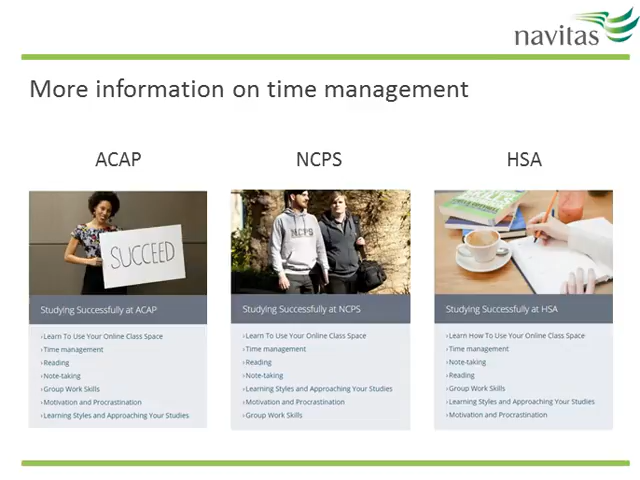 navitas
More information on time management
ACAP
SUCCEED
Studying Successfully at ACAP
›Learn To Use Your Online Class Space
›Time management
›Reading
›Note-taking
›Group Work Skills
›Motivation and Procrastination
›Learning Styles and Approaching Your Studies
NCPS
NCPS
Studying Successfully at NCPS
›Learn To Use Your Online Class Space
›Time management
›Reading
›Note-taking
›Learning Styles and Approaching Your Studies
›Motivation and Procrastination
›Group Work Skills
HSA
Studying Successfully at HSA
›Learn How To Use Your Online Class Space
›Time management
›Note-taking
›Reading
›Group Work Skills
›Learning Styles and Approaching Your Studies
›Motivation and Procrastination